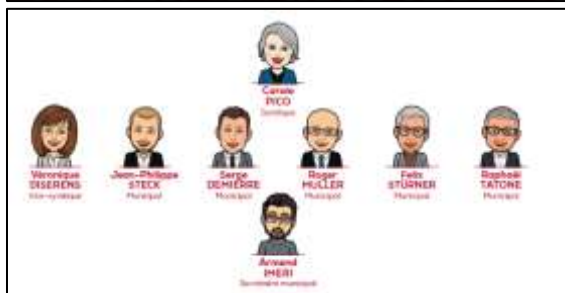 Carole
PICO
Syndique
Véronique
DISERENS
Vice-syndique
Jean-Philippe
STECK
Municipal
Serge
DEMIERRE
Municipal
Roger
MULLER
Municipal
Felix
STÜRNER
Municipal
Raphaël
TATONE
Municipal
Armend
IMERI
Secrétaire municipal